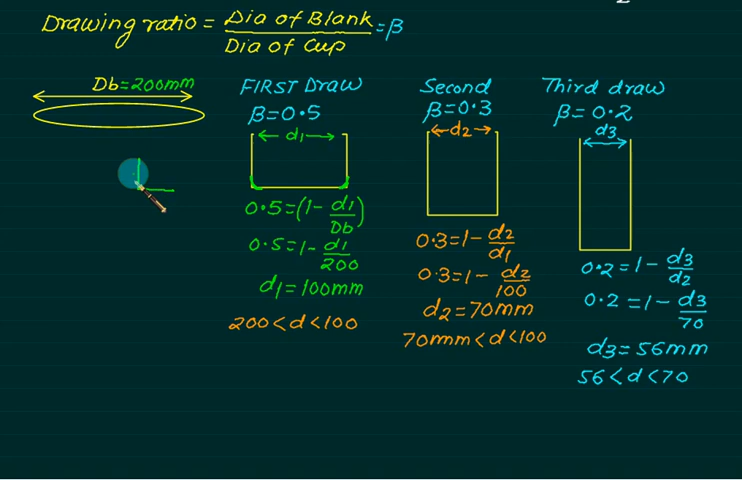 Drawing ratio = Dia of Blank / Dia of Cup = β
Db=200mm
FIRST Draw
β=0.5
d1
0.5=(1- d1/Db)
0.5=1- d1/200
d1=100mm
200<d<100
Second
β=0.3
d2
0.3=1- d2/d1
0.3=1- d2/100
d2=70mm
70mm<d<100
Third draw
β=0.2
d3
0.2=1- d3/d2
0.2=1- d3/70
d3=56mm
56<d<70